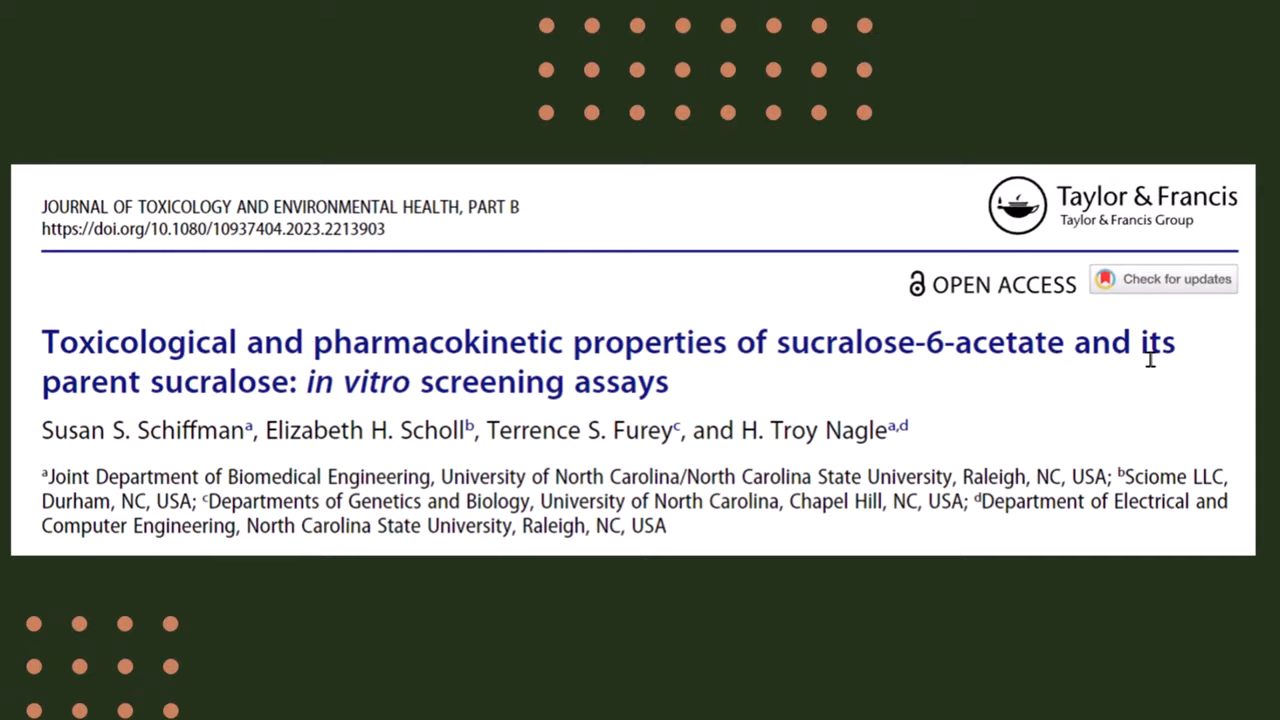 JOURNAL OF TOXICOLOGY AND ENVIRONMENTAL HEALTH, PART B
https://doi.org/10.1080/10937404.2023.2213903
Taylor & Francis
Taylor & Francis Group
OPEN ACCESS
Check for updates
Toxicological and pharmacokinetic properties of sucralose-6-acetate and its
parent sucralose: in vitro screening assays
Susan S. Schiffmanᵃ, Elizabeth H. Schollᵇ, Terrence S. Fureyᶜ, and H. Troy Nagleᵃ,ᵈ
ᵃJoint Department of Biomedical Engineering, University of North Carolina/North Carolina State University, Raleigh, NC, USA; ᵇSciome LLC,
Durham, NC, USA; ᶜDepartments of Genetics and Biology, University of North Carolina, Chapel Hill, NC, USA; ᵈDepartment of Electrical and
Computer Engineering, North Carolina State University, Raleigh, NC, USA